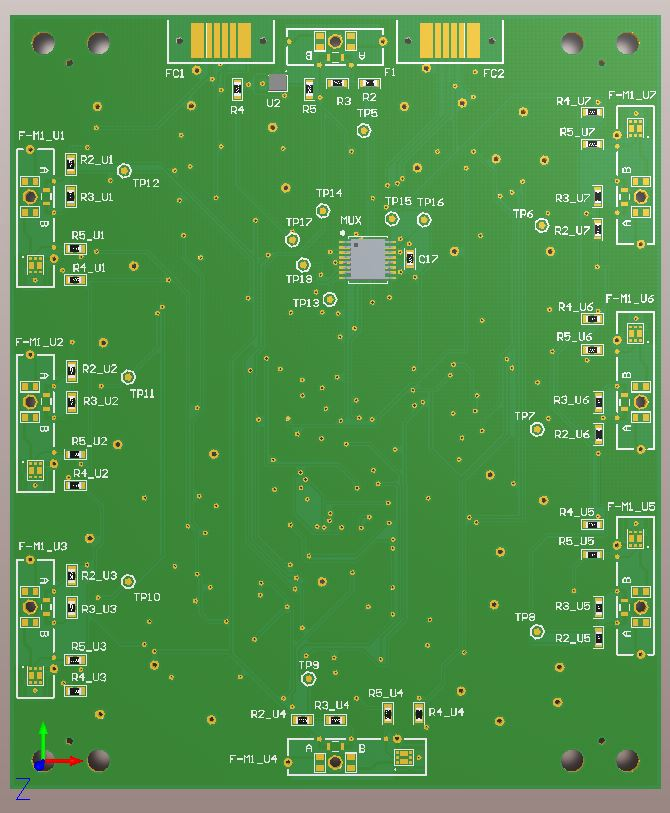 FC1
B
A
F1
FC2
R4
U2
R5
R3
R2
TP5
R4_U7
F-M1_U7
R5_U7
B
F-M1_U1
A
R2_U1
TP12
R3_U1
B
R5_U1
R4_U1
TP14
TP15
TP16
TP17
MUX
TP6
R3_U7
R2_U7
A
TP18
C17
TP13
R4_U6
F-M1_U6
R5_U6
B
F-M1_U2
A
R2_U2
TP11
R3_U2
B
R5_U2
R4_U2
R3_U6
TP7
R2_U6
A
R4_U5
F-M1_U5
R5_U5
B
F-M1_U3
A
R2_U3
TP10
R3_U3
B
R5_U3
R4_U3
R3_U5
TP8
R2_U5
A
TP9
R2_U4
R3_U4
R5_U4
R4_U4
F-M1_U4
A
B
Z